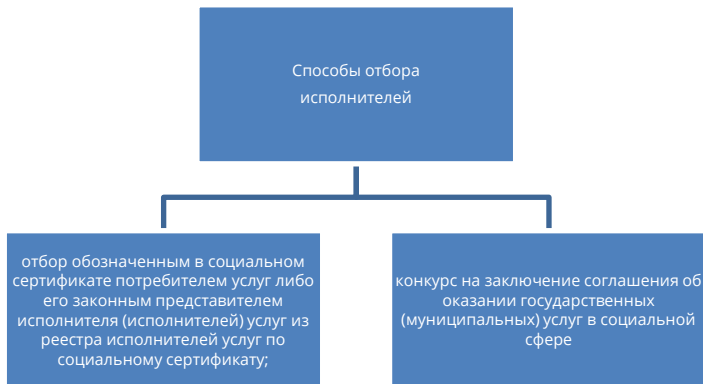 Способы отбора
исполнителей
отбор обозначенным в социальном
сертификате потребителем услуг либо
его законным представителем
исполнителя (исполнителей) услуг из
реестра исполнителей услуг по
социальному сертификату;
конкурс на заключение соглашения об
оказании государственных
(муниципальных) услуг в социальной
сфере